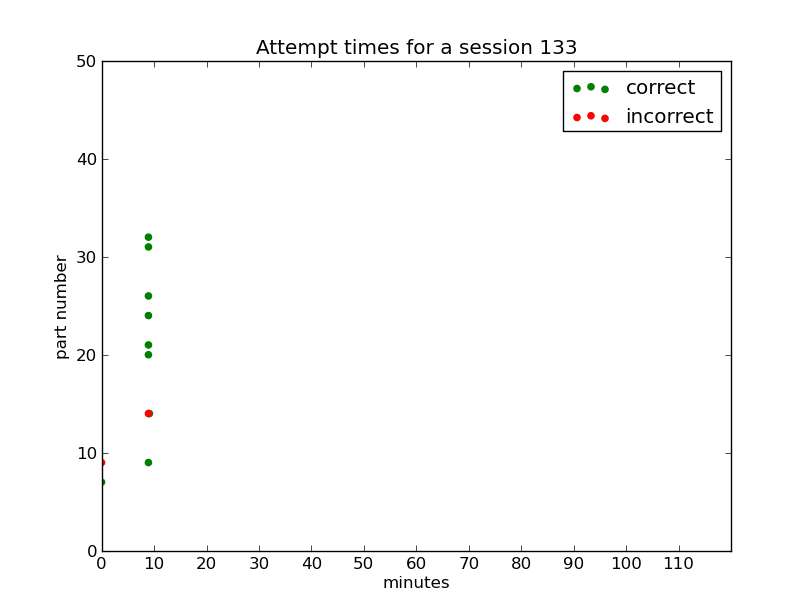 Attempt times for a session 133
correct
incorrect
50
40
30
20
10
0
part number
0 10 20 30 40 50 60 70 80 90 100 110
minutes